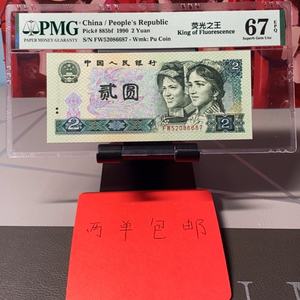 PMG
China / People's Republic
Pick# 885bf 1990 2 Yuan
S/N FW52086687 - Wmk: Pu Coin
荧光之王
King of Fluorescence
67 EPQ
Superb Gem Unc
中国人民银行
贰圆
2
2
FW52086687
两单包邮